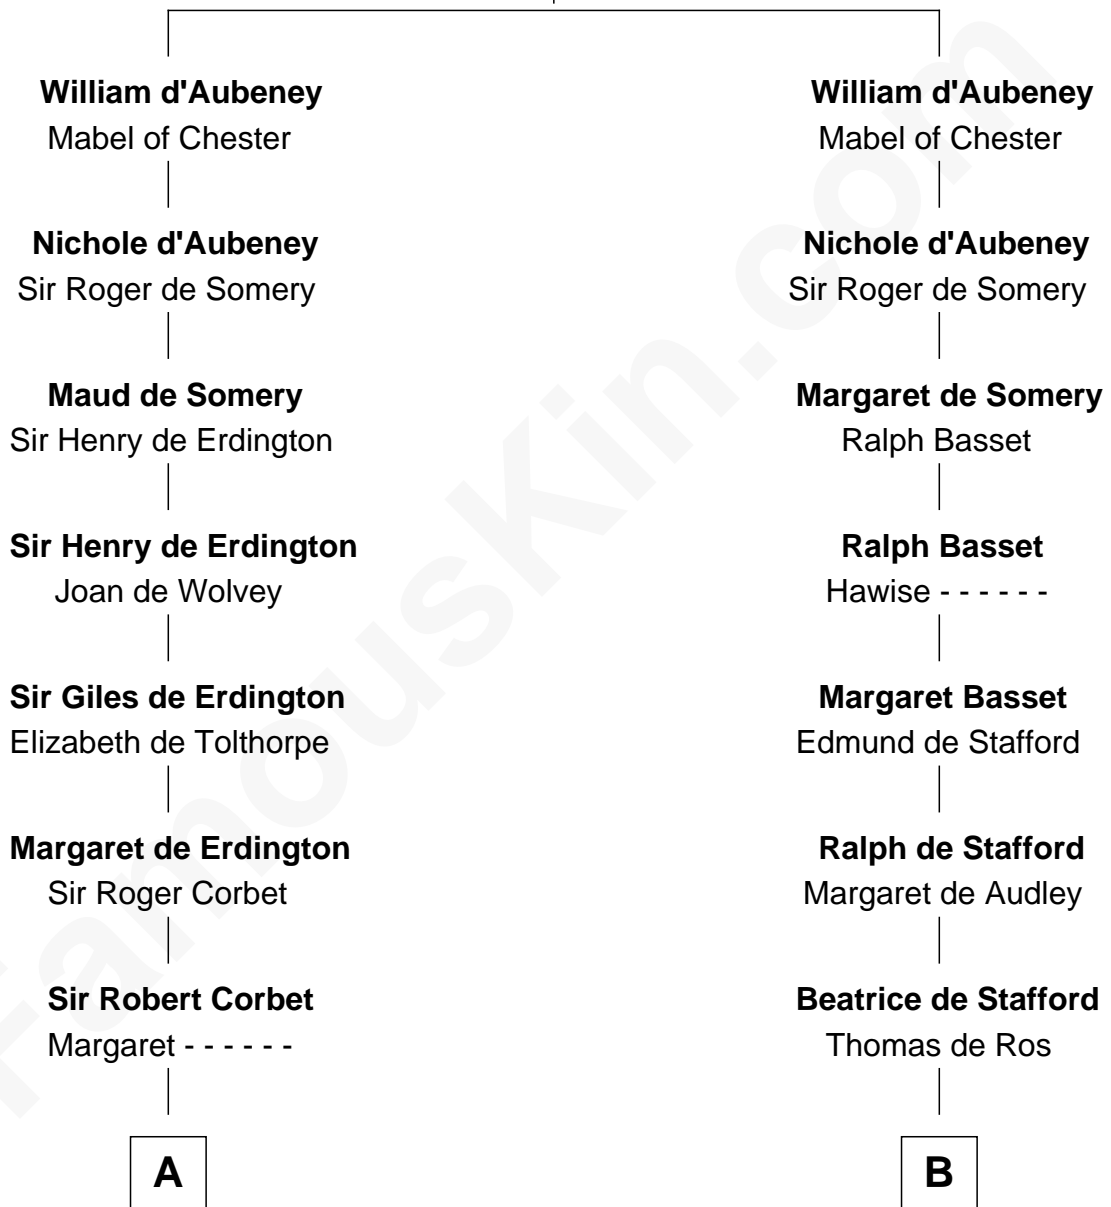 William d'Aubeney
Mabel of Chester
Nichole d'Aubeney
Sir Roger de Somery
Maud de Somery
Sir Henry de Erdington
Sir Henry de Erdington
Joan de Wolvey
Sir Giles de Erdington
Elizabeth de Tolthorpe
Margaret de Erdington
Sir Roger Corbet
Sir Robert Corbet
Margaret - - - - - -
A
William d'Aubeney
Mabel of Chester
Nichole d'Aubeney
Sir Roger de Somery
Margaret de Somery
Ralph Basset
Ralph Basset
Hawise - - - - - -
Margaret Basset
Edmund de Stafford
Ralph de Stafford
Margaret de Audley
Beatrice de Stafford
Thomas de Ros
B
FamousKin.com